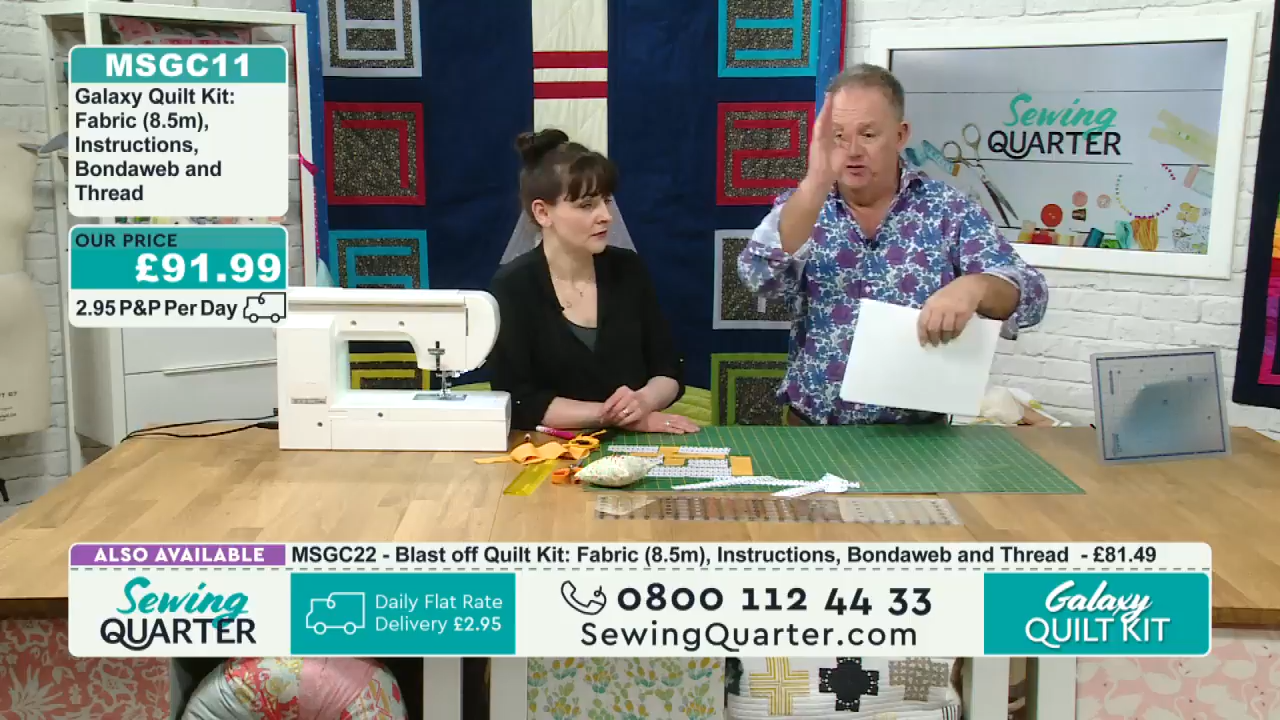 MSGC11
Galaxy Quilt Kit:
Fabric (8.5m),
Instructions,
Bondaweb and
Thread
OUR PRICE
£91.99
2.95 P&P Per Day
Sewing
QUARTER
ALSO AVAILABLE
MSGC22 - Blast off Quilt Kit: Fabric (8.5m), Instructions, Bondaweb and Thread - £81.49
Sewing
QUARTER
Daily Flat Rate
Delivery £2.95
0800 112 44 33
SewingQuarter.com
Galaxy
QUILT KIT